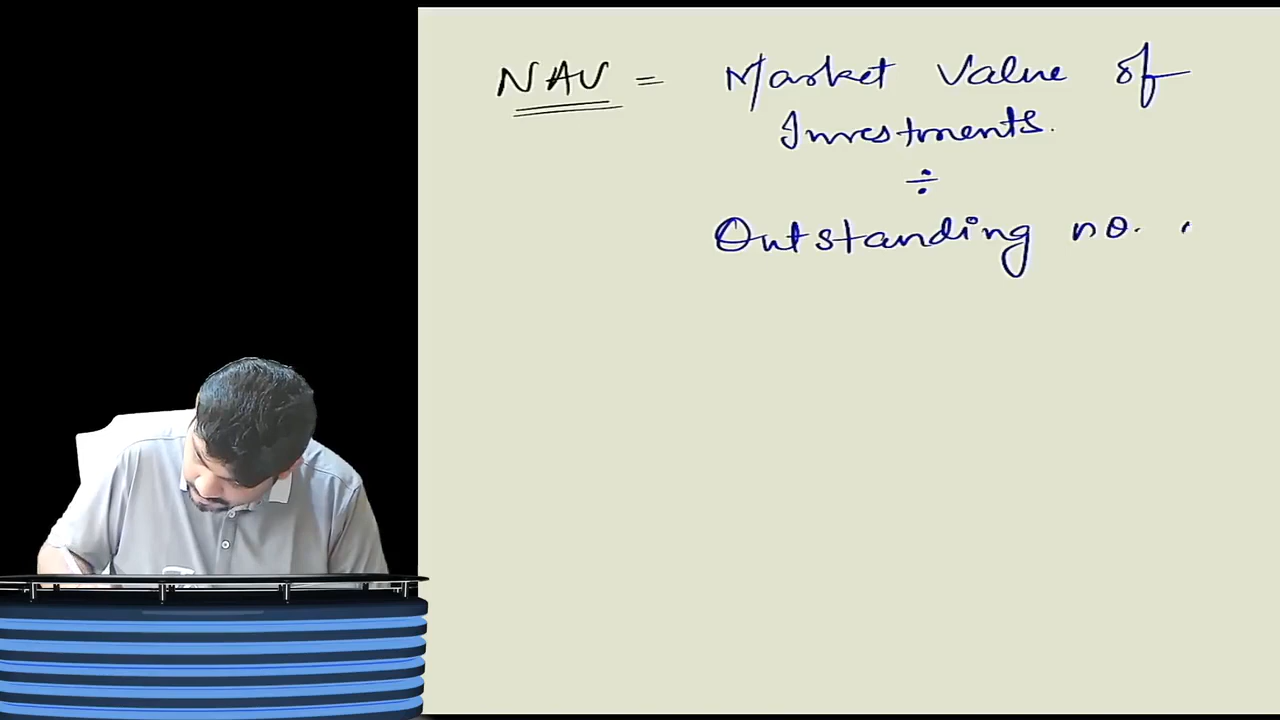 NAV = Market Value of
Investments.
÷
Outstanding no.